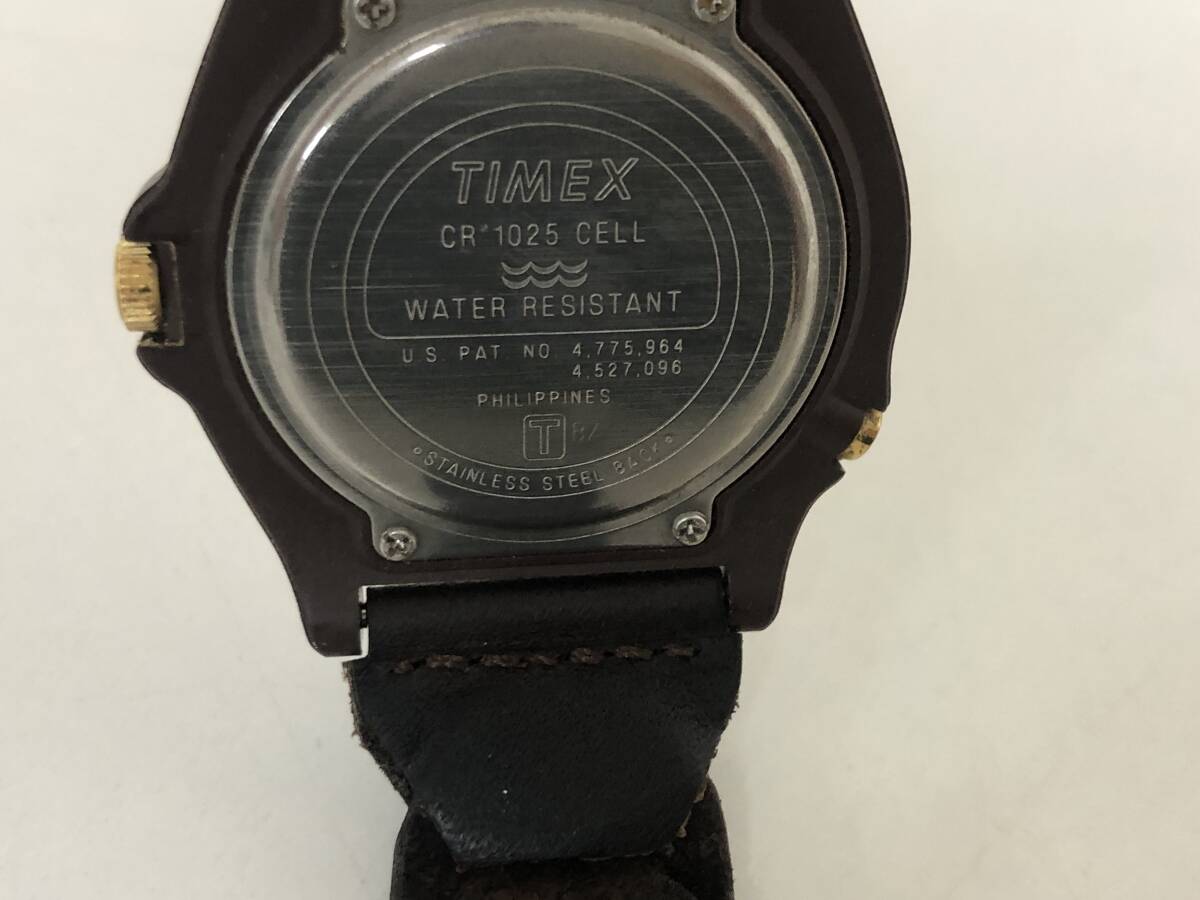 TIMEX
CR 1025 CELL
WATER RESISTANT
U.S. PAT. NO. 4,775,964
4,527,096
PHILIPPINES
T
STAINLESS STEEL BACK